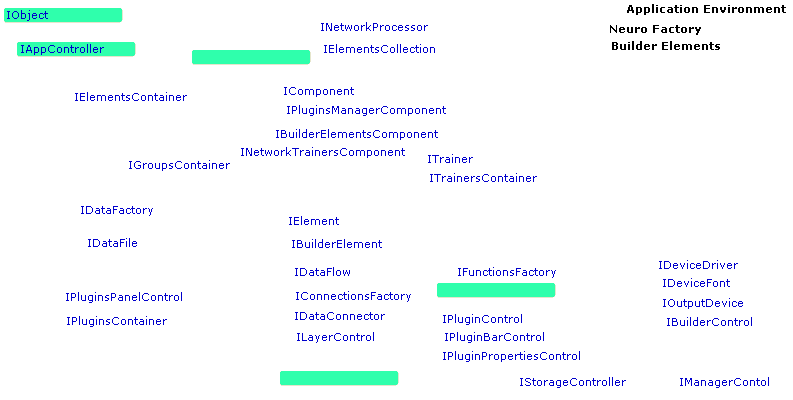 IObject
Application Environment
INetworkProcessor
Neuro Factory
IAppController
IElementsCollection
Builder Elements
IElementsContainer
IComponent
IPluginsManagerComponent
IBuilderElementsComponent
INetworkTrainersComponent
IGroupsContainer
ITrainer
ITrainersContainer
IDataFactory
IElement
IDataFile
IBuilderElement
IDataFlow
IFunctionsFactory
IDeviceDriver
IDeviceFont
IPluginsPanelControl
IConnectionsFactory
IOutputDevice
IPluginsContainer
IDataConnector
IPluginControl
IBuilderControl
ILayerControl
IPluginBarControl
IPluginPropertiesControl
IStorageController
IManagerContol